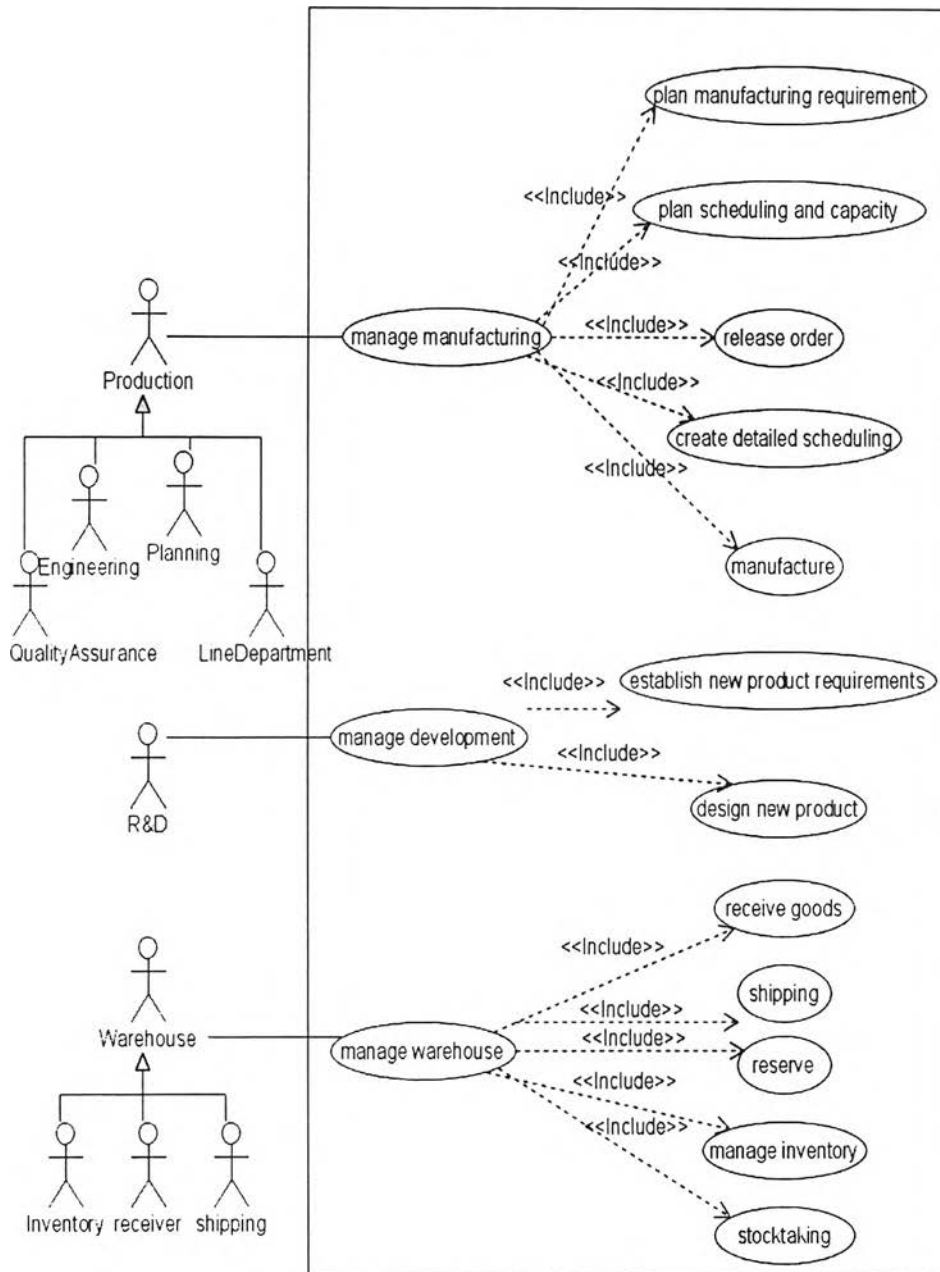 plan manufacturing requirement
<<Include>>
plan scheduling and capacity
<<Include>>
manage manufacturing
<<Include>>
release order
Production
<<Include>>
create detailed scheduling
<<Include>>
manufacture
Engineering
Planning
QualityAssurance
LineDepartment
<<Include>>
establish new product requirements
manage development
<<Include>>
R&D
design new product
receive goods
<<Include>>
shipping
<<Include>>
Warehouse
manage warehouse
<<Include>>
reserve
<<Include>>
manage inventory
<<Include>>
Inventory
receiver
shipping
stocktaking